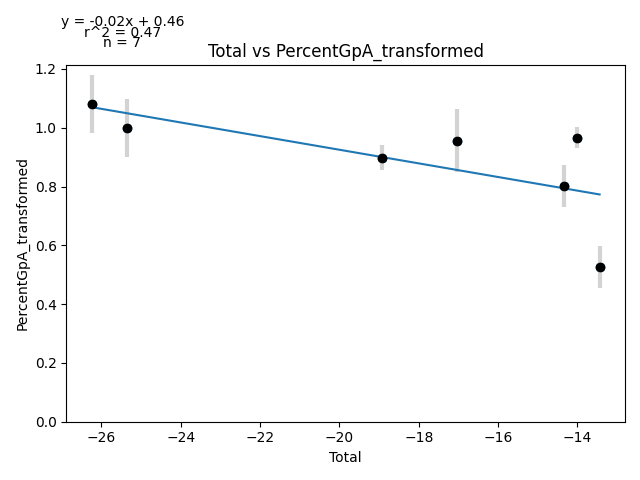 y = -0.02x + 0.46
r^2 = 0.47
n = 7
Total vs PercentGpA_transformed
PercentGpA_transformed
1.2
1.0
0.8
0.6
0.4
0.2
0.0
−26
−24
−22
−20
−18
−16
−14
Total